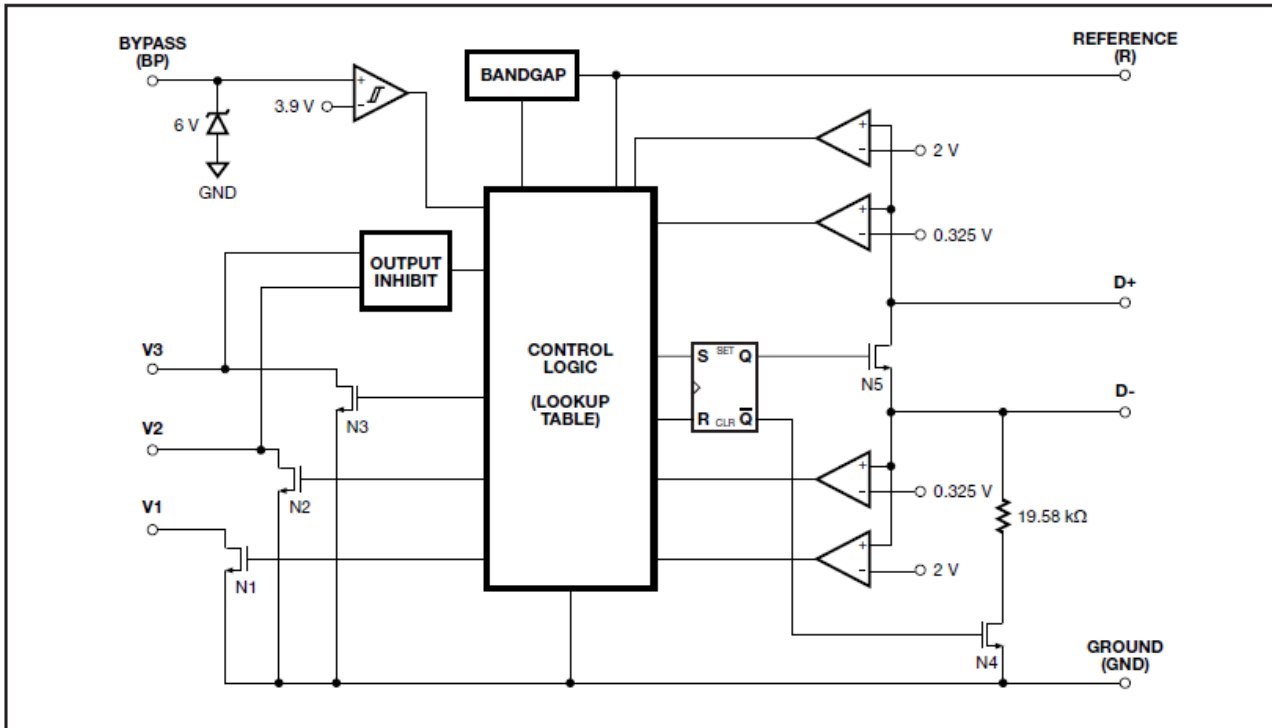 BYPASS
(BP)
REFERENCE
(R)
BANDGAP
+
3.9 V
−
6 V
GND
+
−
2 V
+
−
0.325 V
OUTPUT
INHIBIT
D+
V3
CONTROL
LOGIC
(LOOKUP
TABLE)
S SET Q
N5
D-
R CLR Q̅
N3
V2
N2
+
−
0.325 V
19.58 kΩ
V1
N1
+
−
2 V
N4
GROUND
(GND)